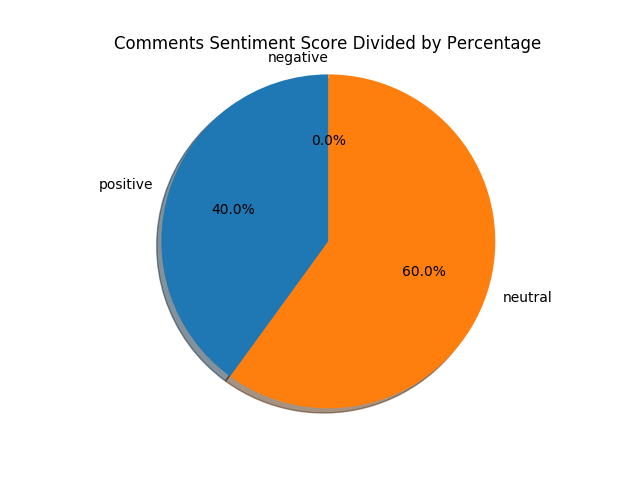 Comments Sentiment Score Divided by Percentage
negative
0.0%
positive
40.0%
60.0%
neutral